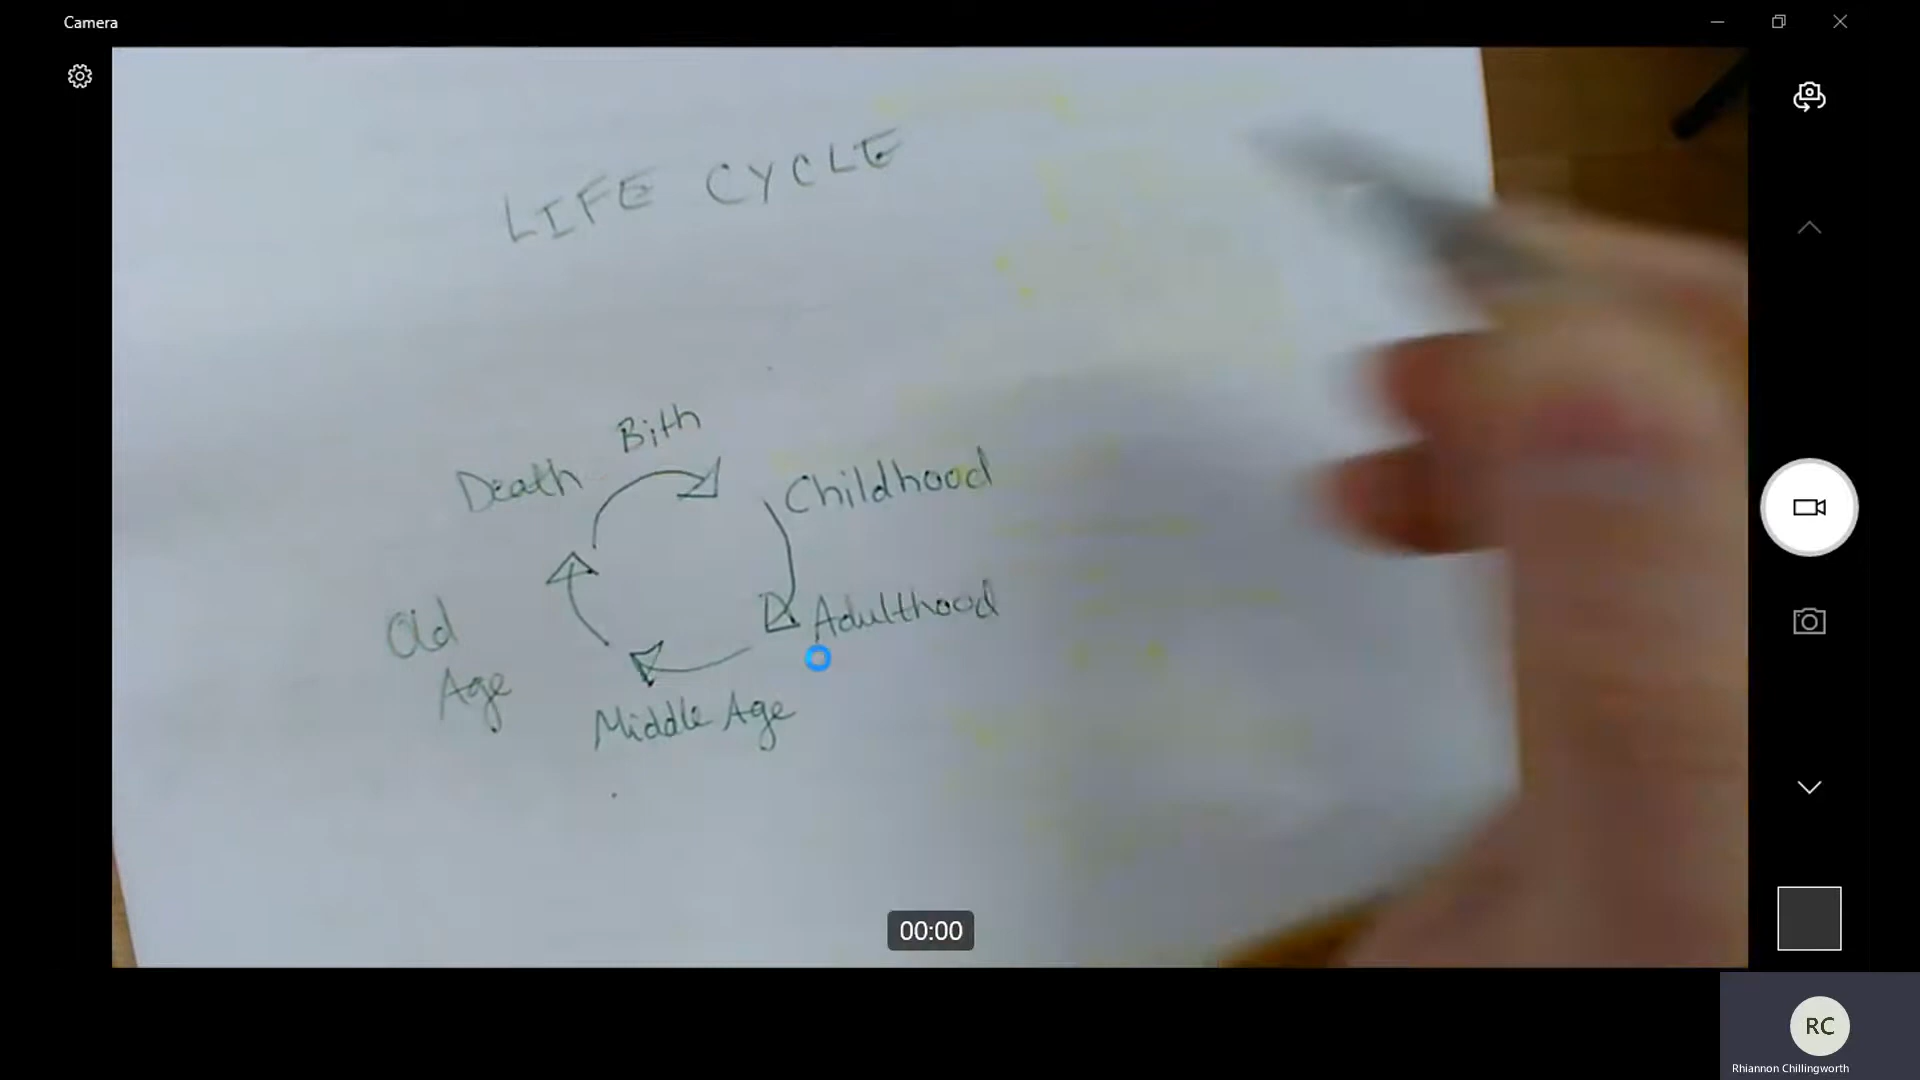 Camera
LIFE CYCLE
Bith
Death
Childhood
Old
Age
Adulthood
Middle Age
00:00
RC
Rhiannon Chillingworth